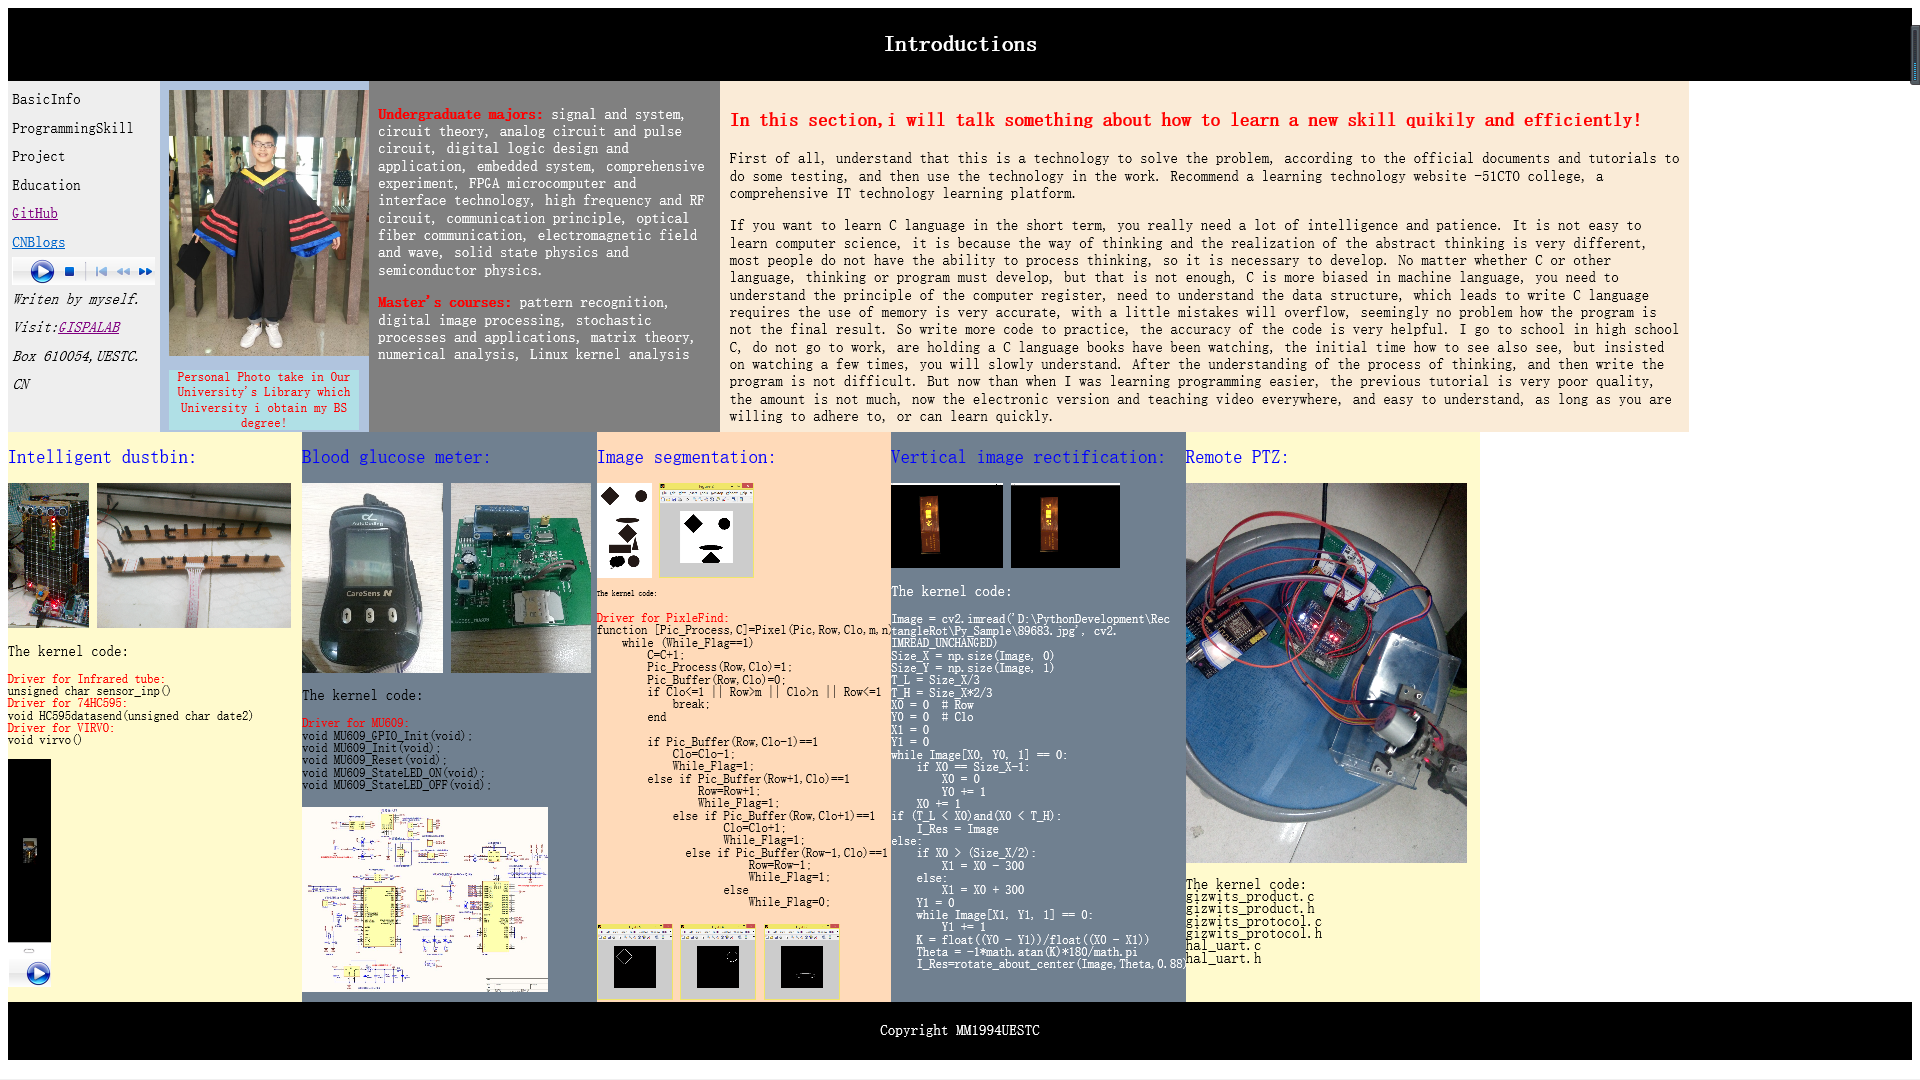 Introductions
BasicInfo
ProgrammingSkill
Project
Education
GitHub
CNBlogs
Writen by myself.
Visit:GISPALAB
Box 610054,UESTC.
CN
Personal Photo take in Our
University's Library which
University i obtain my BS
degree!
Undergraduate majors: signal and system,
circuit theory, analog circuit and pulse
circuit, digital logic design and
application, embedded system, comprehensive
experiment, FPGA microcomputer and
interface technology, high frequency and RF
circuit, communication principle, optical
fiber communication, electromagnetic field
and wave, solid state physics and
semiconductor physics.
Master's courses: pattern recognition,
digital image processing, stochastic
processes and applications, matrix theory,
numerical analysis, Linux kernel analysis
In this section,i will talk something about how to learn a new skill quikily and efficiently!
First of all, understand that this is a technology to solve the problem, according to the official documents and tutorials to
do some testing, and then use the technology in the work. Recommend a learning technology website -51CTO college, a
comprehensive IT technology learning platform.
If you want to learn C language in the short term, you really need a lot of intelligence and patience. It is not easy to
learn computer science, it is because the way of thinking and the realization of the abstract thinking is very different,
most people do not have the ability to process thinking, so it is necessary to develop. No matter whether C or other
language, thinking or program must develop, but that is not enough, C is more biased in machine language, you need to
understand the principle of the computer register, need to understand the data structure, which leads to write C language
requires the use of memory is very accurate, with a little mistakes will overflow, seemingly no problem how the program is
not the final result. So write more code to practice, the accuracy of the code is very helpful. I go to school in high school
C, do not go to work, are holding a C language books have been watching, the initial time how to see also see, but insisted
on watching a few times, you will slowly understand. After the understanding of the process of thinking, and then write the
program is not difficult. But now than when I was learning programming easier, the previous tutorial is very poor quality,
the amount is not much, now the electronic version and teaching video everywhere, and easy to understand, as long as you are
willing to adhere to, or can learn quickly.
Intelligent dustbin:
The kernel code:
Driver for Infrared tube:
unsigned char sensor_inp()
Driver for 74HC595:
void HC595datasend(unsigned char date2)
Driver for VIRVO:
void virvo()
Blood glucose meter:
AutoCoding
CareSens N
The kernel code:
Driver for MU609:
void MU609_GPIO_Init(void);
void MU609_Init(void);
void MU609_Reset(void);
void MU609_StateLED_ON(void);
void MU609_StateLED_OFF(void);
Image segmentation:
The kernel code:
Driver for PixleFind:
function [Pic_Process,C]=Pixel(Pic,Row,Clo,m,n)
while (While_Flag==1)
C=C+1;
Pic_Process(Row,Clo)=1;
Pic_Buffer(Row,Clo)=0;
if Clo<=1 || Row>m || Clo>n || Row<=1
break;
end
if Pic_Buffer(Row,Clo-1)==1
Clo=Clo-1;
While_Flag=1;
else if Pic_Buffer(Row+1,Clo)==1
Row=Row+1;
While_Flag=1;
else if Pic_Buffer(Row,Clo+1)==1
Clo=Clo+1;
While_Flag=1;
else if Pic_Buffer(Row-1,Clo)==1
Row=Row-1;
While_Flag=1;
else
While_Flag=0;
Vertical image rectification:
The kernel code:
Image = cv2.imread('D:\PythonDevelopment\Rec
tangleRot\Py_Sample\89683.jpg', cv2.
IMREAD_UNCHANGED)
Size_X = np.size(Image, 0)
Size_Y = np.size(Image, 1)
T_L = Size_X/3
T_H = Size_X*2/3
X0 = 0  # Row
Y0 = 0  # Clo
X1 = 0
Y1 = 0
while Image[X0, Y0, 1] == 0:
if X0 == Size_X-1:
X0 = 0
Y0 += 1
X0 += 1
if (T_L < X0)and(X0 < T_H):
I_Res = Image
else:
if X0 > (Size_X/2):
X1 = X0 - 300
else:
X1 = X0 + 300
Y1 = 0
while Image[X1, Y1, 1] == 0:
Y1 += 1
K = float((Y0 - Y1))/float((X0 - X1))
Theta = -1*math.atan(K)*180/math.pi
I_Res=rotate_about_center(Image,Theta,0.88)
Remote PTZ:
The kernel code:
gizwits_product.c
gizwits_product.h
gizwits_protocol.c
gizwits_protocol.h
hal_uart.c
hal_uart.h
Copyright MM1994UESTC